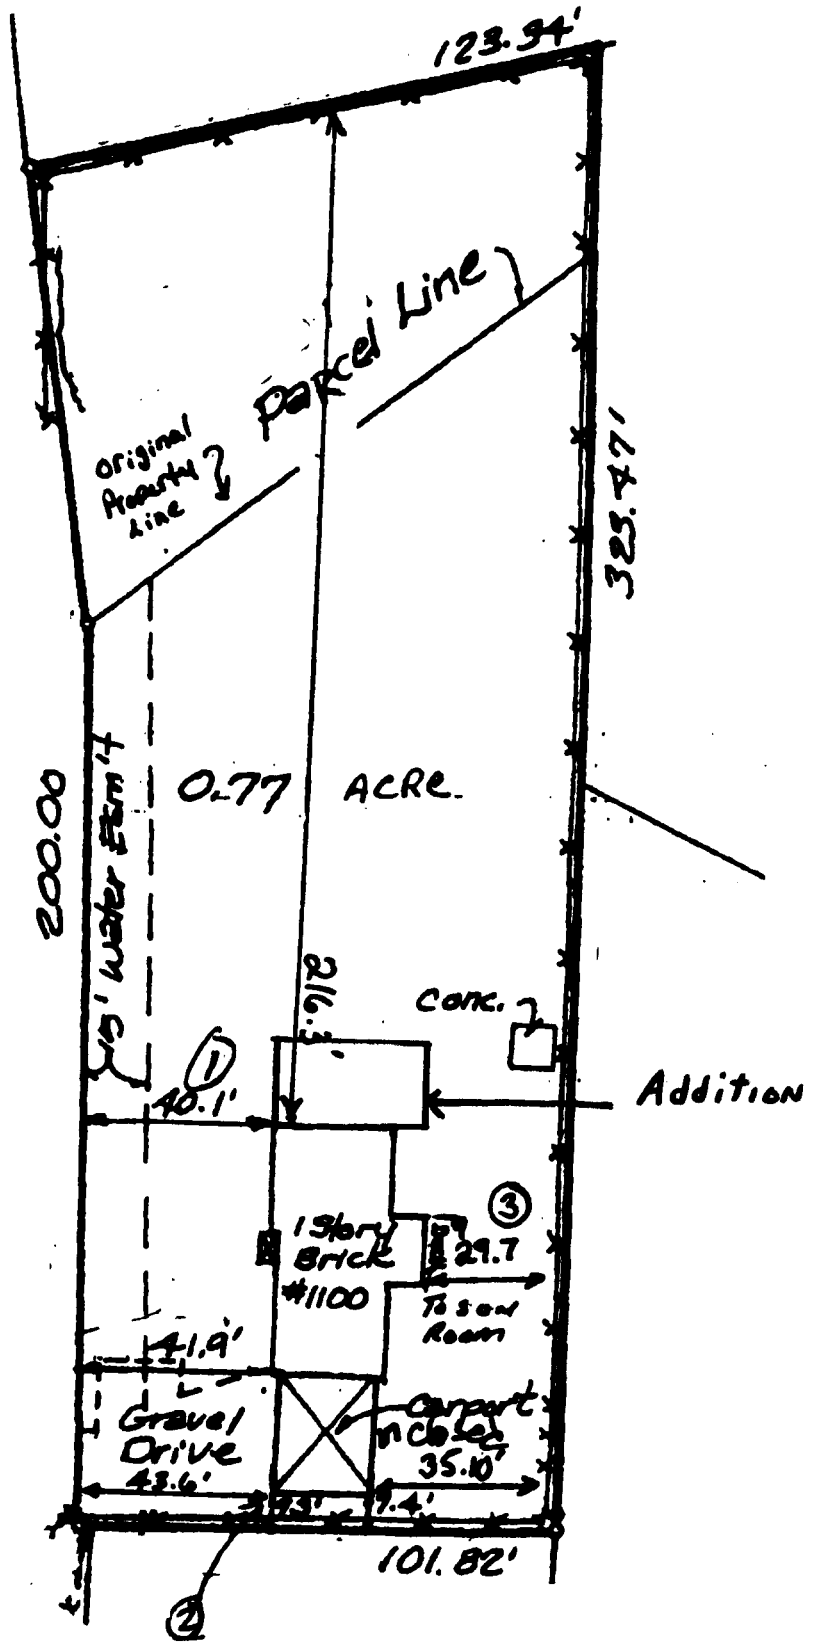 123.94'
Parcel Line
Original
Property
Line
323.47'
200.00
15' Water Esm't
0.77 ACRE
216.3'
Conc.
1
40.1'
Addition
3
1 Story
Brick
#1100
29.7
To sun
Room
41.9'
Gravel
Drive
Carport
nclosed
35.10'
43.6'
7.4'
101.82'
2